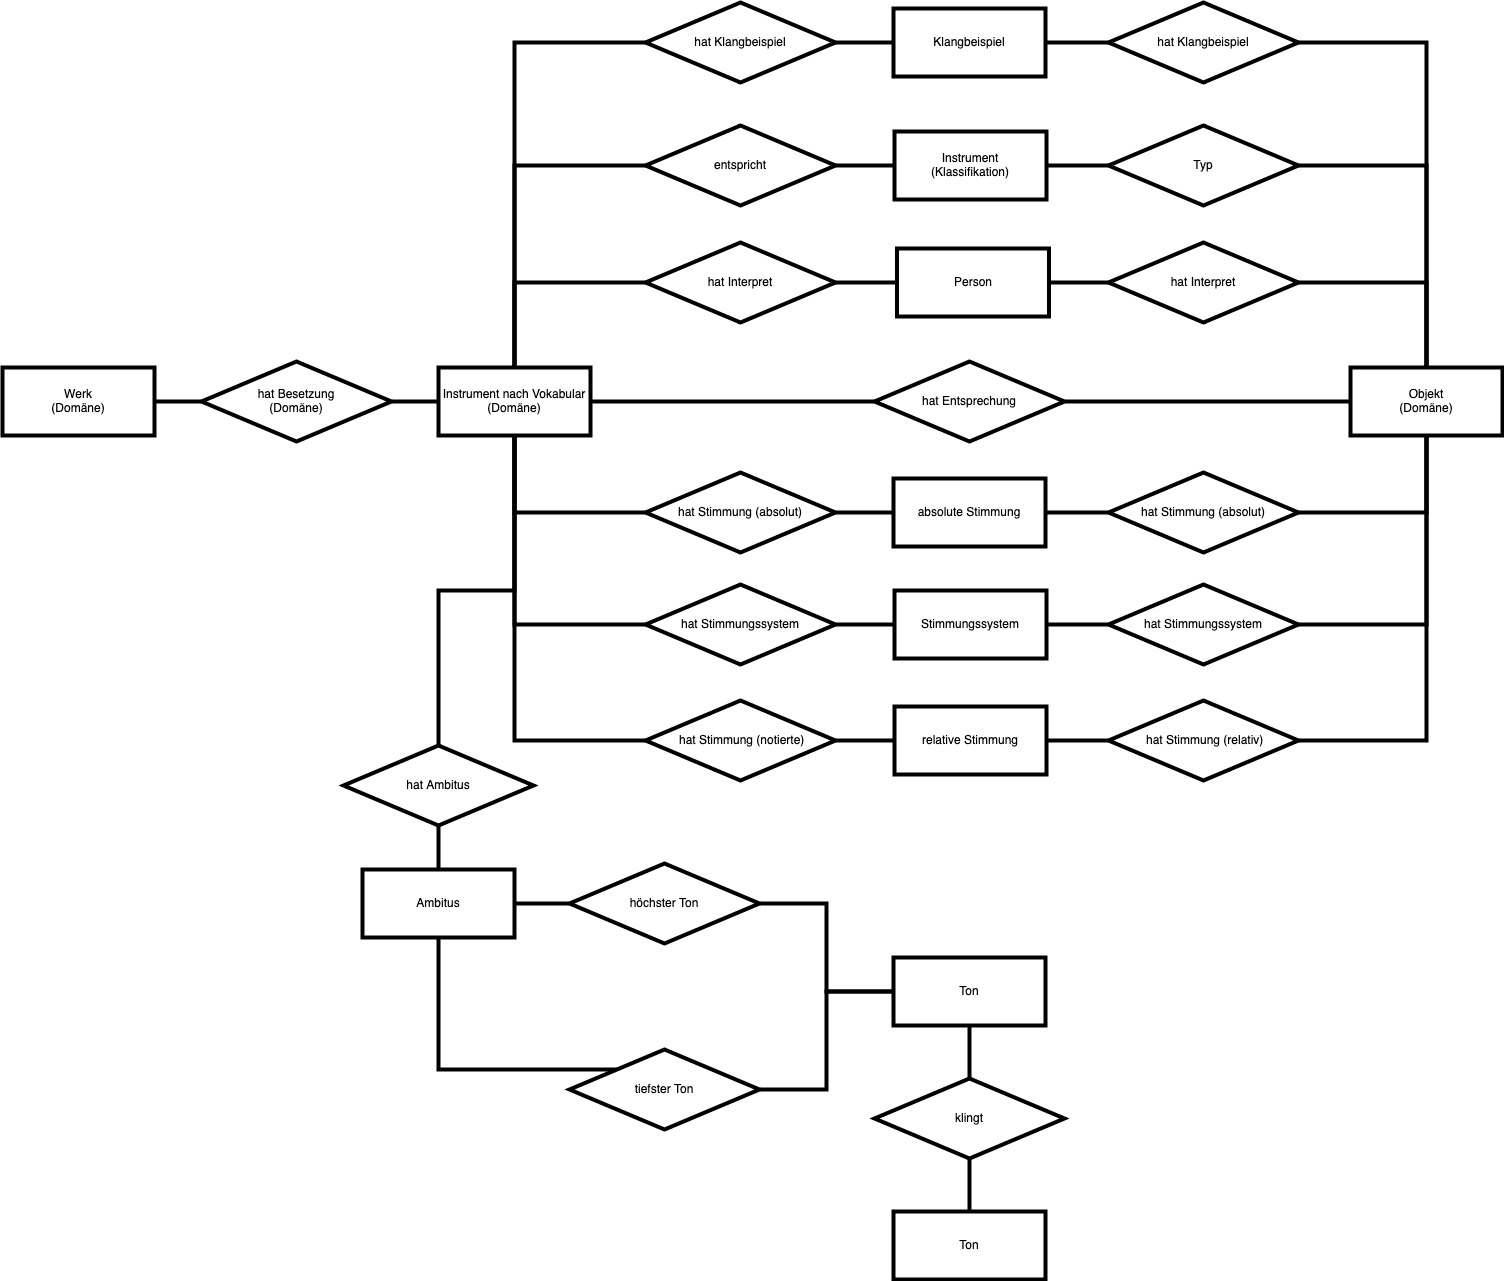 hat Klangbeispiel
Klangbeispiel
hat Klangbeispiel
entspricht
Instrument
(Klassifikation)
Typ
hat Interpret
Person
hat Interpret
Werk
(Domäne)
hat Besetzung
(Domäne)
Instrument nach Vokabular
(Domäne)
hat Entsprechung
Objekt
(Domäne)
hat Stimmung (absolut)
absolute Stimmung
hat Stimmung (absolut)
hat Stimmungssystem
Stimmungssystem
hat Stimmungssystem
hat Stimmung (notierte)
relative Stimmung
hat Stimmung (relativ)
hat Ambitus
Ambitus
höchster Ton
Ton
tiefster Ton
klingt
Ton